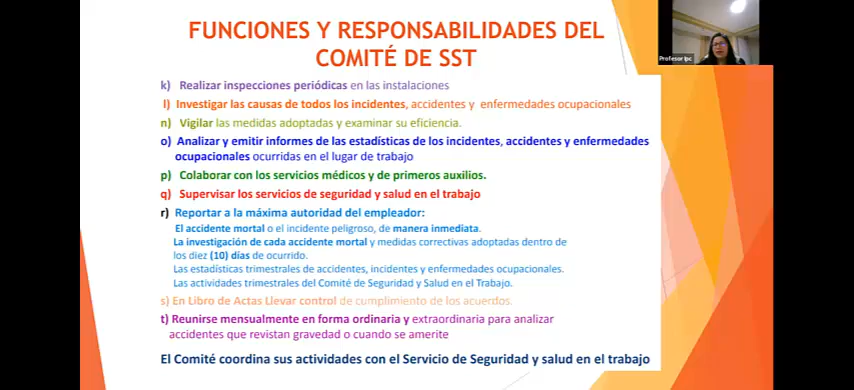 FUNCIONES Y RESPONSABILIDADES DEL
COMITÉ DE SST
Profesor Ipc
k) Realizar inspecciones periódicas en las instalaciones
l) Investigar las causas de todos los incidentes, accidentes y enfermedades ocupacionales
n) Vigilar las medidas adoptadas y examinar su eficiencia.
o) Analizar y emitir informes de las estadísticas de los incidentes, accidentes y enfermedades
ocupacionales ocurridas en el lugar de trabajo
p) Colaborar con los servicios médicos y de primeros auxilios.
q) Supervisar los servicios de seguridad y salud en el trabajo
r) Reportar a la máxima autoridad del empleador:
El accidente mortal o el incidente peligroso, de manera inmediata.
La investigación de cada accidente mortal y medidas correctivas adoptadas dentro de
los diez (10) días de ocurrido.
Las estadísticas trimestrales de accidentes, incidentes y enfermedades ocupacionales.
Las actividades trimestrales del Comité de Seguridad y Salud en el Trabajo.
s) En Libro de Actas Llevar control de cumplimiento de los acuerdos.
t) Reunirse mensualmente en forma ordinaria y extraordinaria para analizar
accidentes que revistan gravedad o cuando se amerite
El Comité coordina sus actividades con el Servicio de Seguridad y salud en el trabajo